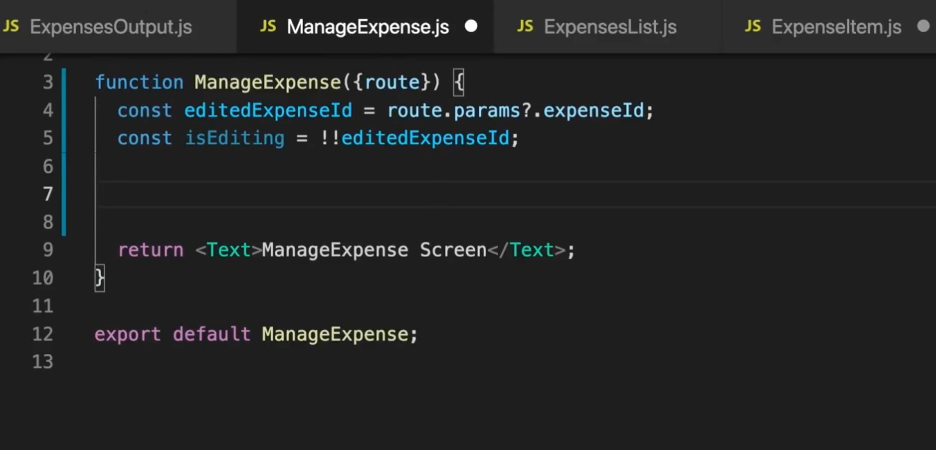 JS ExpensesOutput.js JS ManageExpense.js JS ExpensesList.js JS ExpenseItem.js
2
3 function ManageExpense({route}) {
4 const editedExpenseId = route.params?.expenseId;
5 const isEditing = !!editedExpenseId;
6
7
8
9 return <Text>ManageExpense Screen</Text>;
10 }
11
12 export default ManageExpense;
13